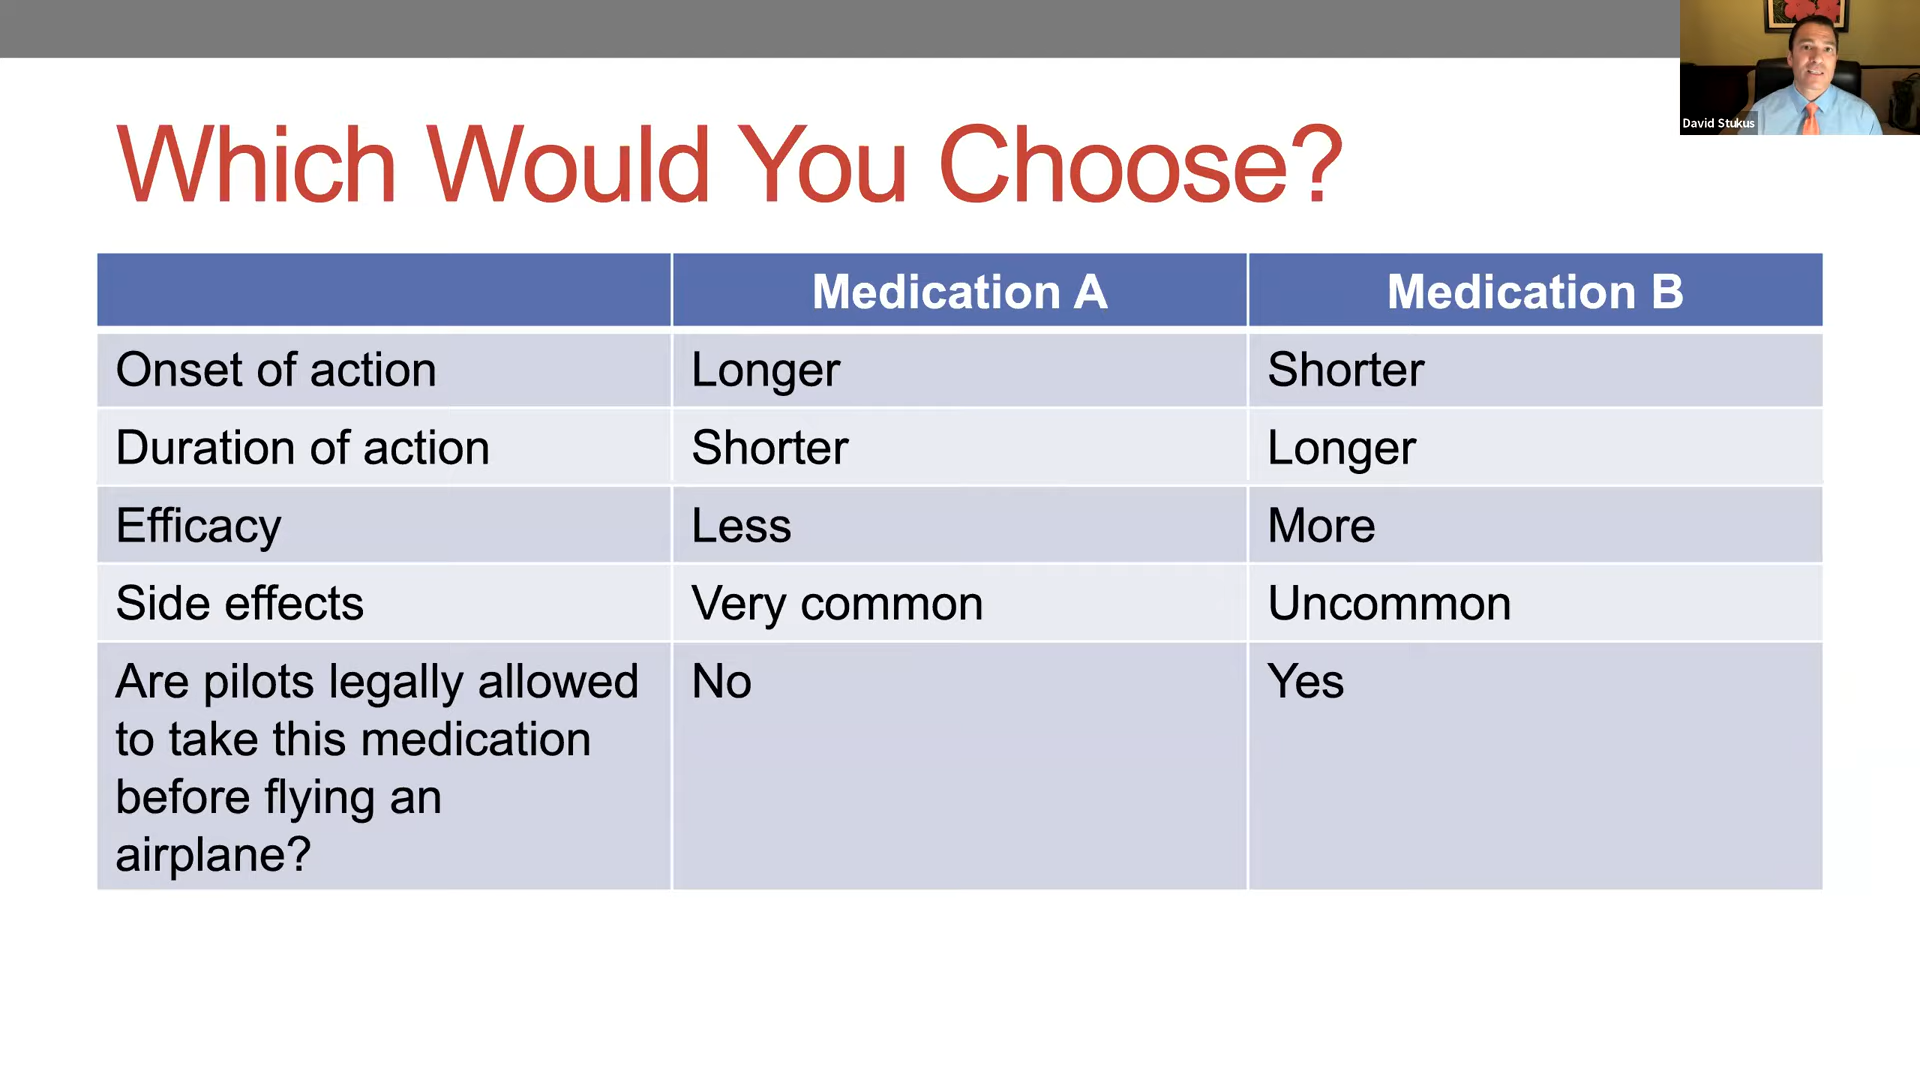 David Stukus
Which Would You Choose?
Medication A Medication B
Onset of action Longer Shorter
Duration of action Shorter Longer
Efficacy Less More
Side effects Very common Uncommon
Are pilots legally allowed No Yes
to take this medication
before flying an
airplane?